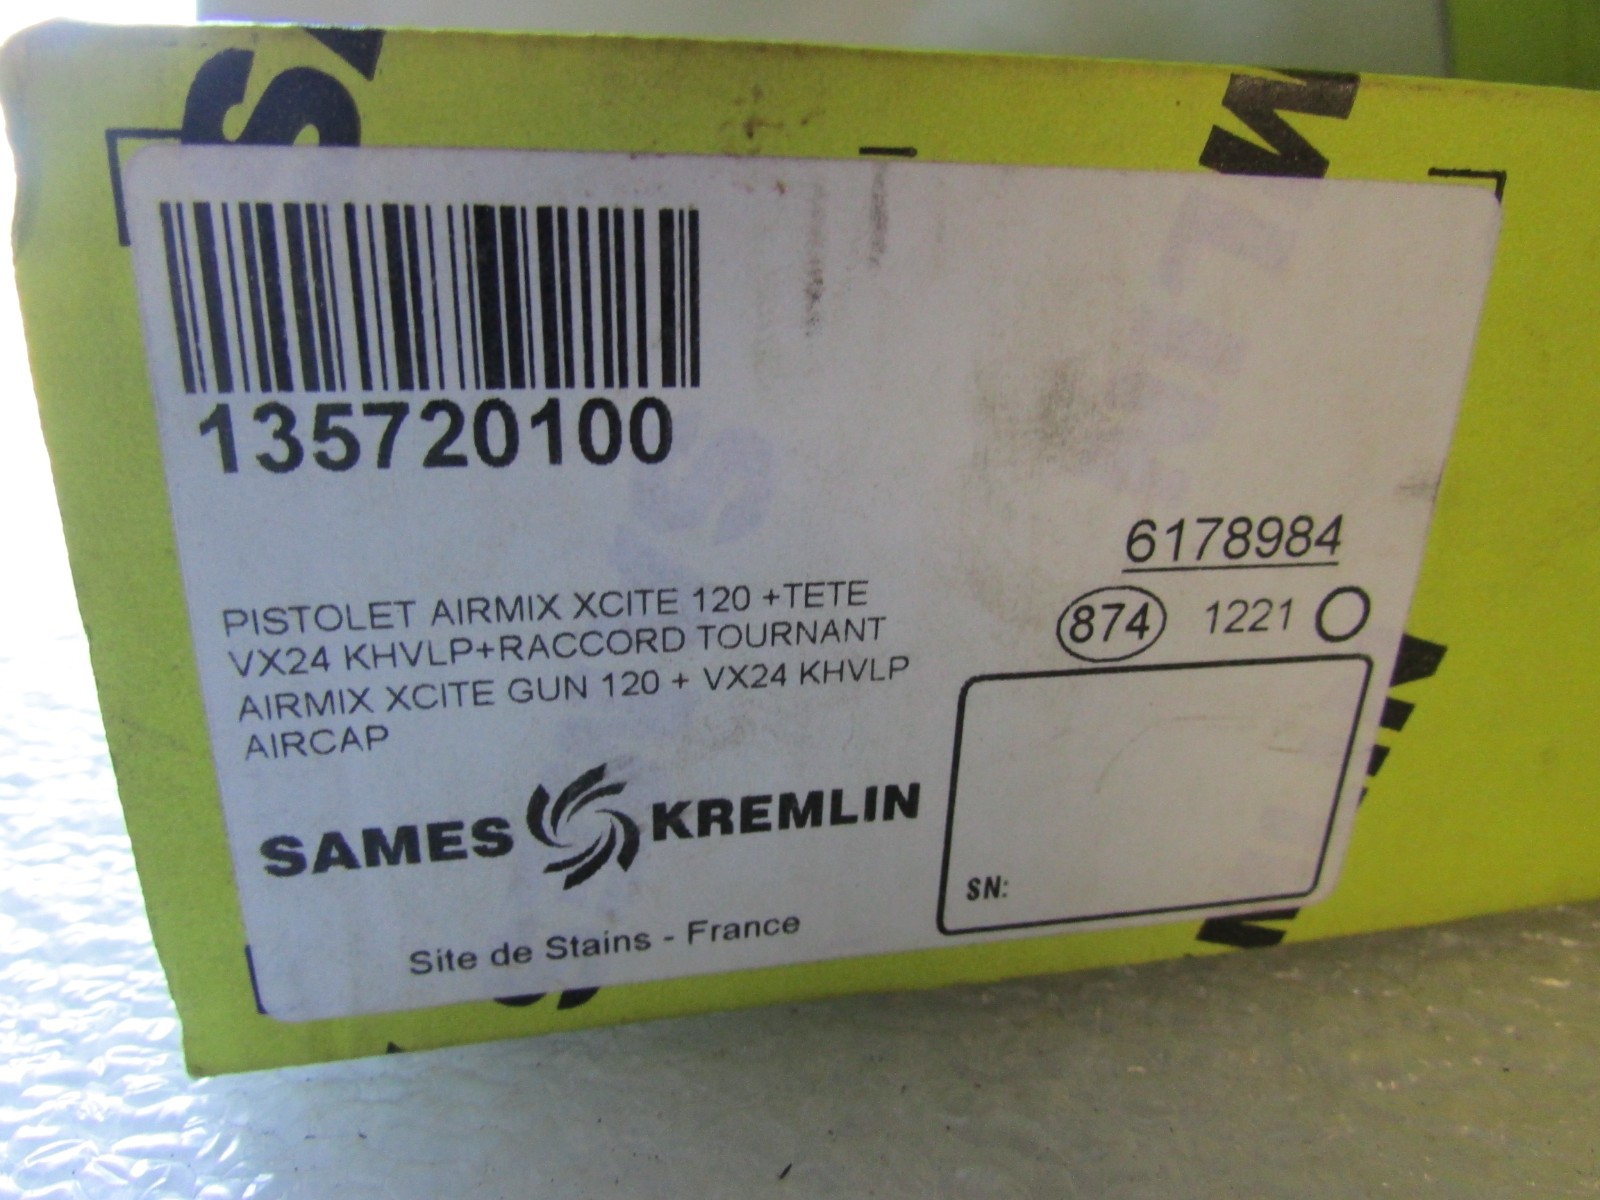 135720100
6178984
874 1221
PISTOLET AIRMIX XCITE 120 +TETE
VX24 KHVLP+RACCORD TOURNANT
AIRMIX XCITE GUN 120 + VX24 KHVLP
AIRCAP
SAMES KREMLIN
SN:
Site de Stains - France